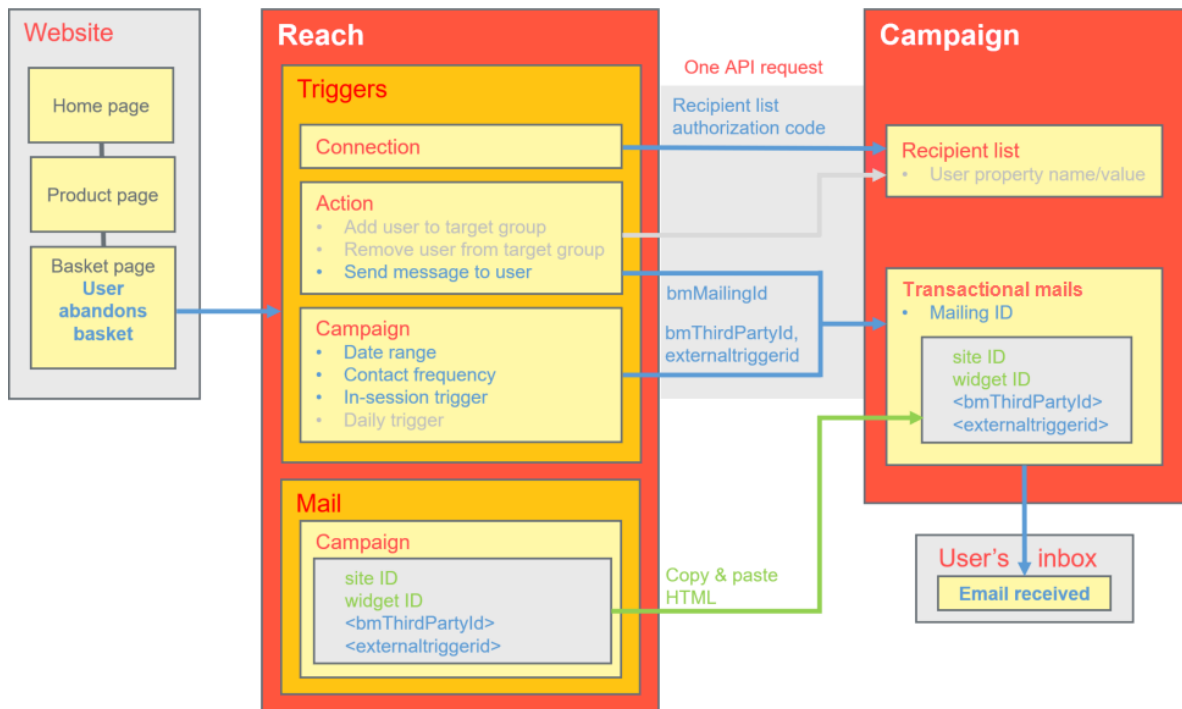 Website
Home page
Product page
Basket page
User
abandons
basket
Reach
Triggers
Connection
Action
• Add user to target group
• Remove user from target group
• Send message to user
Campaign
• Date range
• Contact frequency
• In-session trigger
• Daily trigger
Mail
Campaign
site ID
widget ID
<bmThirdPartyId>
<externaltriggerid>
One API request
Recipient list
authorization code
bmMailingId
bmThirdPartyId,
externaltriggerid
Copy & paste
HTML
Campaign
Recipient list
• User property name/value
Transactional mails
• Mailing ID
site ID
widget ID
<bmThirdPartyId>
<externaltriggerid>
User's inbox
Email received